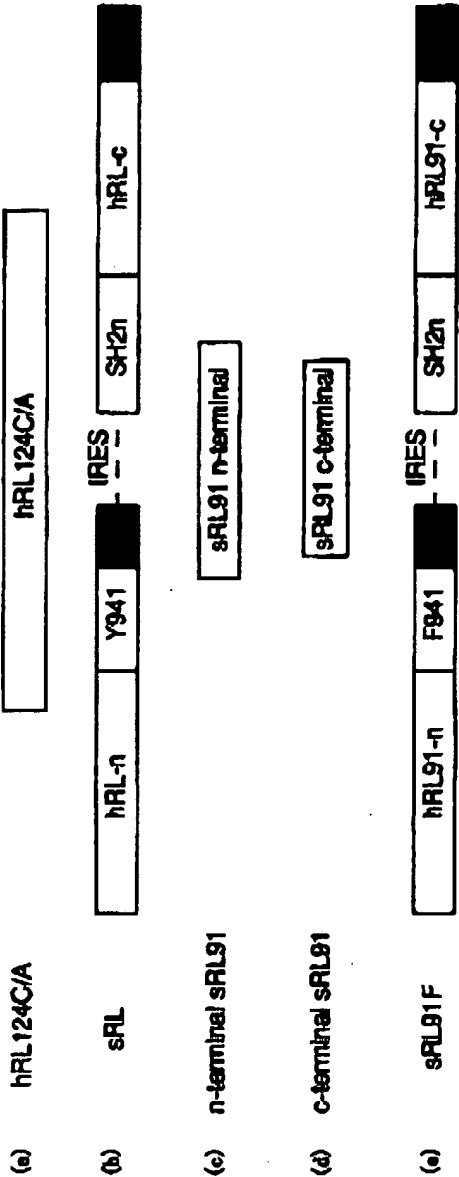 (a) hRL124C/A hRL124C/A
(b) sRL hRL-n Y941 IRES SH2n hRL-c
(c) n-terminal sRL91 sRL91 n-terminal
(d) c-terminal sRL91 sRL91 c-terminal
(e) sRL91F hRL91-n F941 IRES SH2n hRL91-c